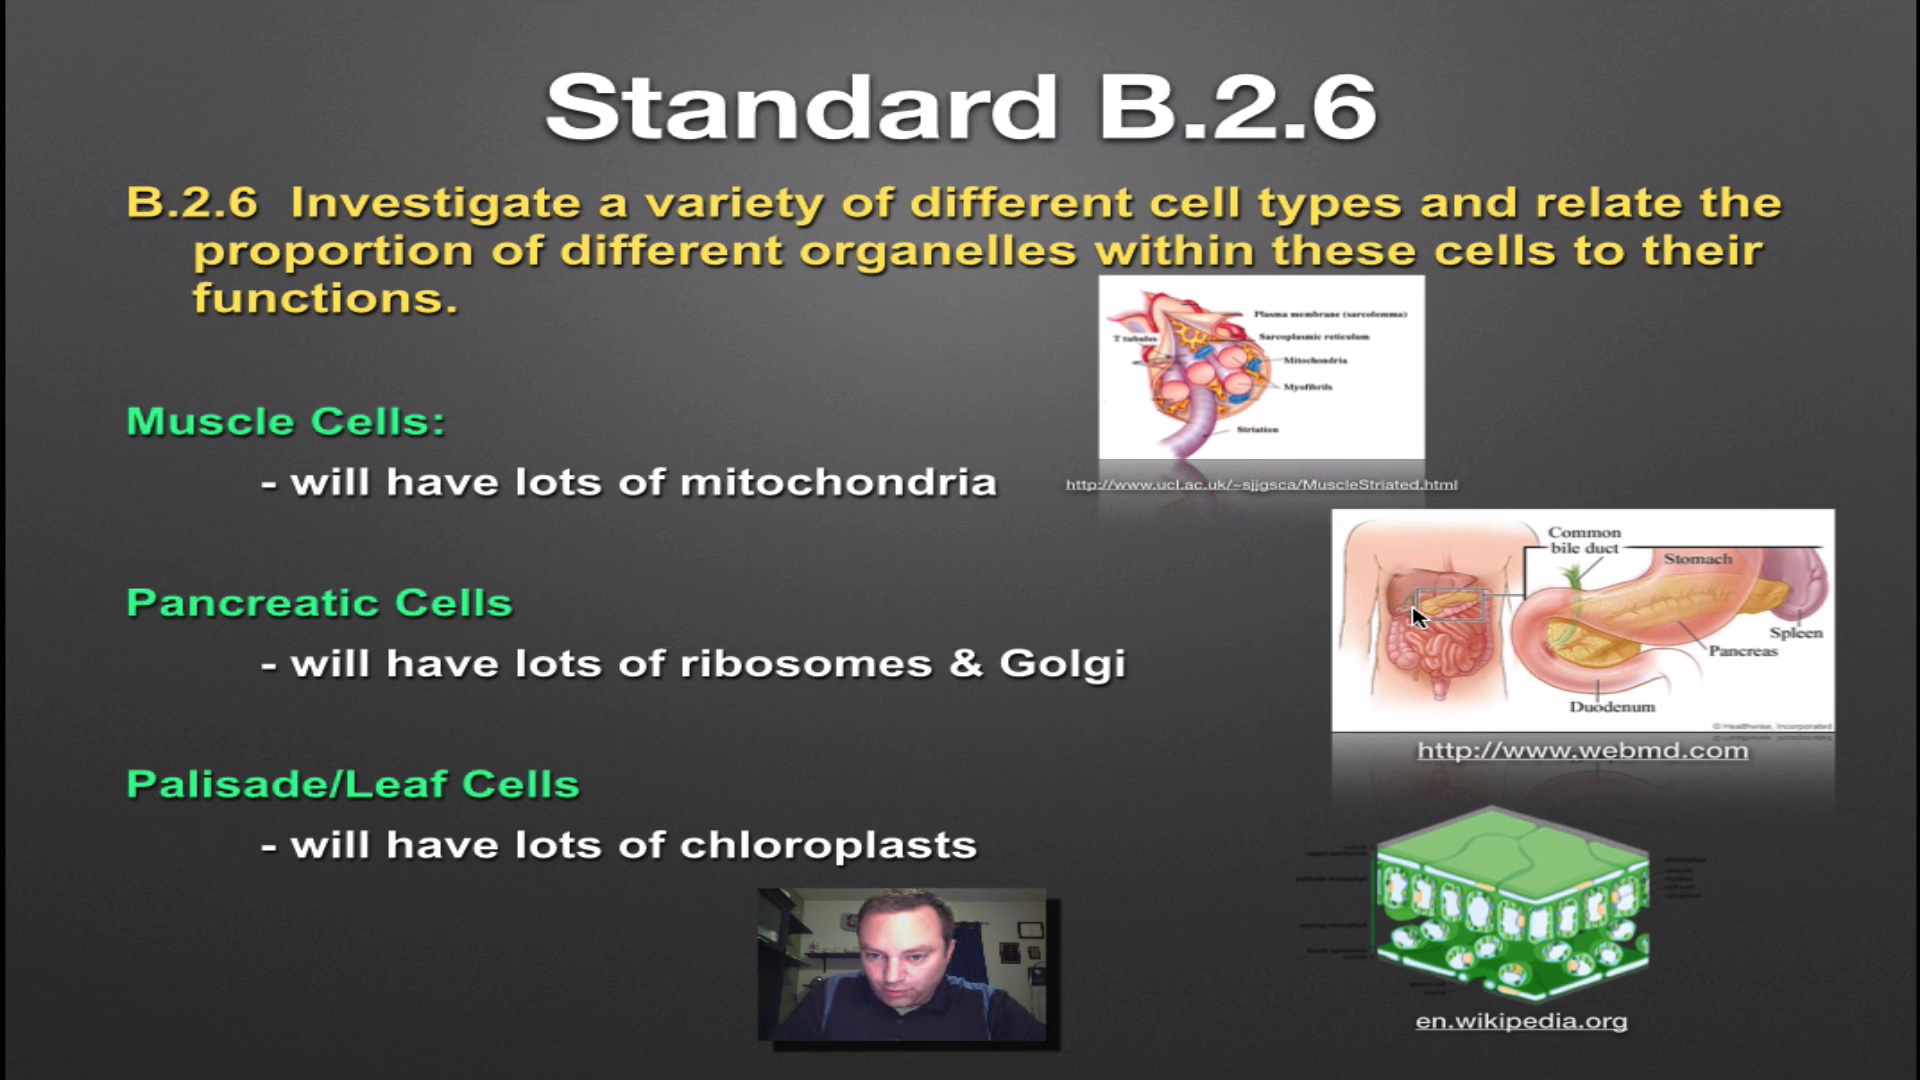 Standard B.2.6
B.2.6 Investigate a variety of different cell types and relate the
proportion of different organelles within these cells to their
functions.
Plasma membrane (sarcolemma)
T tubules
Sarcoplasmic reticulum
Mitochondria
Myofibrils
Striation
Muscle Cells:
- will have lots of mitochondria
http://www.ucl.ac.uk/~sjjgsca/MuscleStriated.html
Common
bile duct
Stomach
Spleen
Pancreas
Duodenum
© Healthwise, Incorporated
Pancreatic Cells
- will have lots of ribosomes & Golgi
http://www.webmd.com
Palisade/Leaf Cells
- will have lots of chloroplasts
en.wikipedia.org